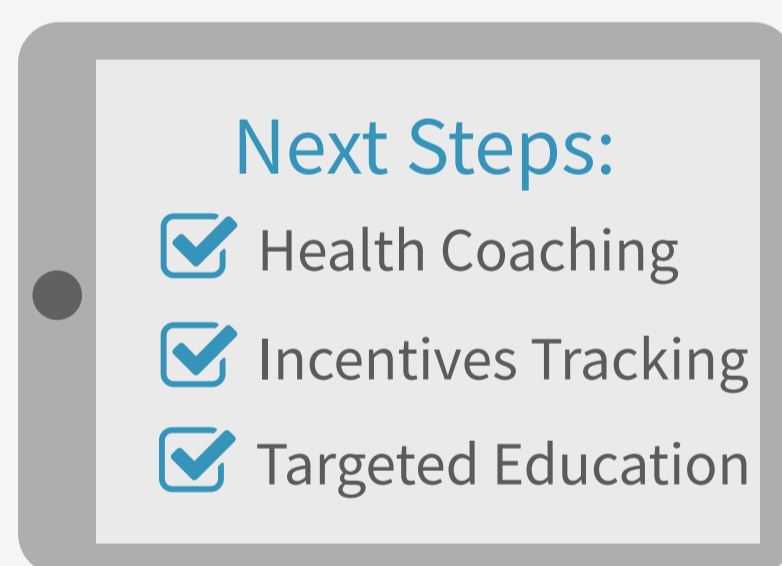 Next Steps:
Health Coaching
Incentives Tracking
Targeted Education